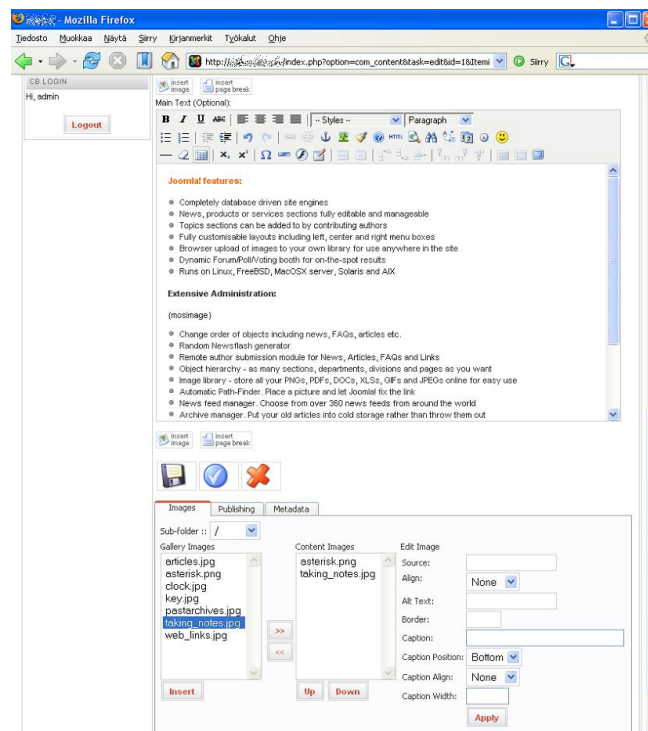 - Mozilla Firefox
Tiedosto Muokkaa Näytä Siirry Kirjanmerkit Työkalut Ohje
http:// /index.php?option=com_content&task=edit&id=1&Itemi Siirry
CB LOGIN
Hi, admin
Logout
insert image insert page break
Main Text (Optional):
B I U ABC -- Styles -- Paragraph
HTML
Joomla! features:
Completely database driven site engines
News, products or services sections fully editable and manageable
Topics sections can be added to by contributing authors
Fully customisable layouts including left, center and right menu boxes
Browser upload of images to your own library for use anywhere in the site
Dynamic Forum/Poll/Voting booth for on-the-spot results
Runs on Linux, FreeBSD, MacOSX server, Solaris and AIX
Extensive Administration:
{mosimage}
Change order of objects including news, FAQs, articles etc.
Random Newsflash generator
Remote author submission module for News, Articles, FAQs and Links
Object hierarchy - as many sections, departments, divisions and pages as you want
Image library - store all your PNGs, PDFs, DOCs, XLSs, GIFs and JPEGs online for easy use
Automatic Path-Finder. Place a picture and let Joomla! fix the link
News feed manager. Choose from over 360 news feeds from around the world
Archive manager. Put your old articles into cold storage rather than throw them out
insert image insert page break
Images Publishing Metadata
Sub-folder :: /
Gallery Images Content Images Edit Image
articles.jpg
asterisk.png
clock.jpg
key.jpg
pastarchives.jpg
taking_notes.jpg
web_links.jpg
Insert
>>
<<
asterisk.png
taking_notes.jpg
Up Down
Source:
Align: None
Alt Text:
Border:
Caption:
Caption Position: Bottom
Caption Align: None
Caption Width:
Apply